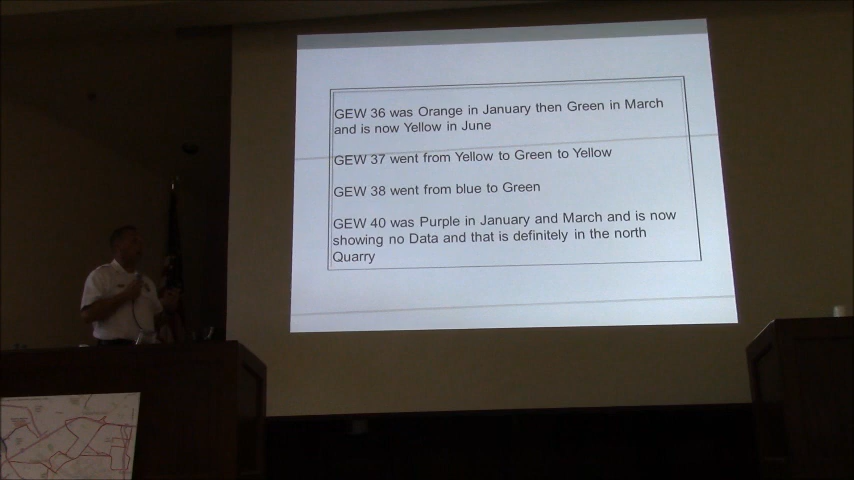 GEW 36 was Orange in January then Green in March
and is now Yellow in June
GEW 37 went from Yellow to Green to Yellow
GEW 38 went from blue to Green
GEW 40 was Purple in January and March and is now
showing no Data and that is definitely in the north
Quarry